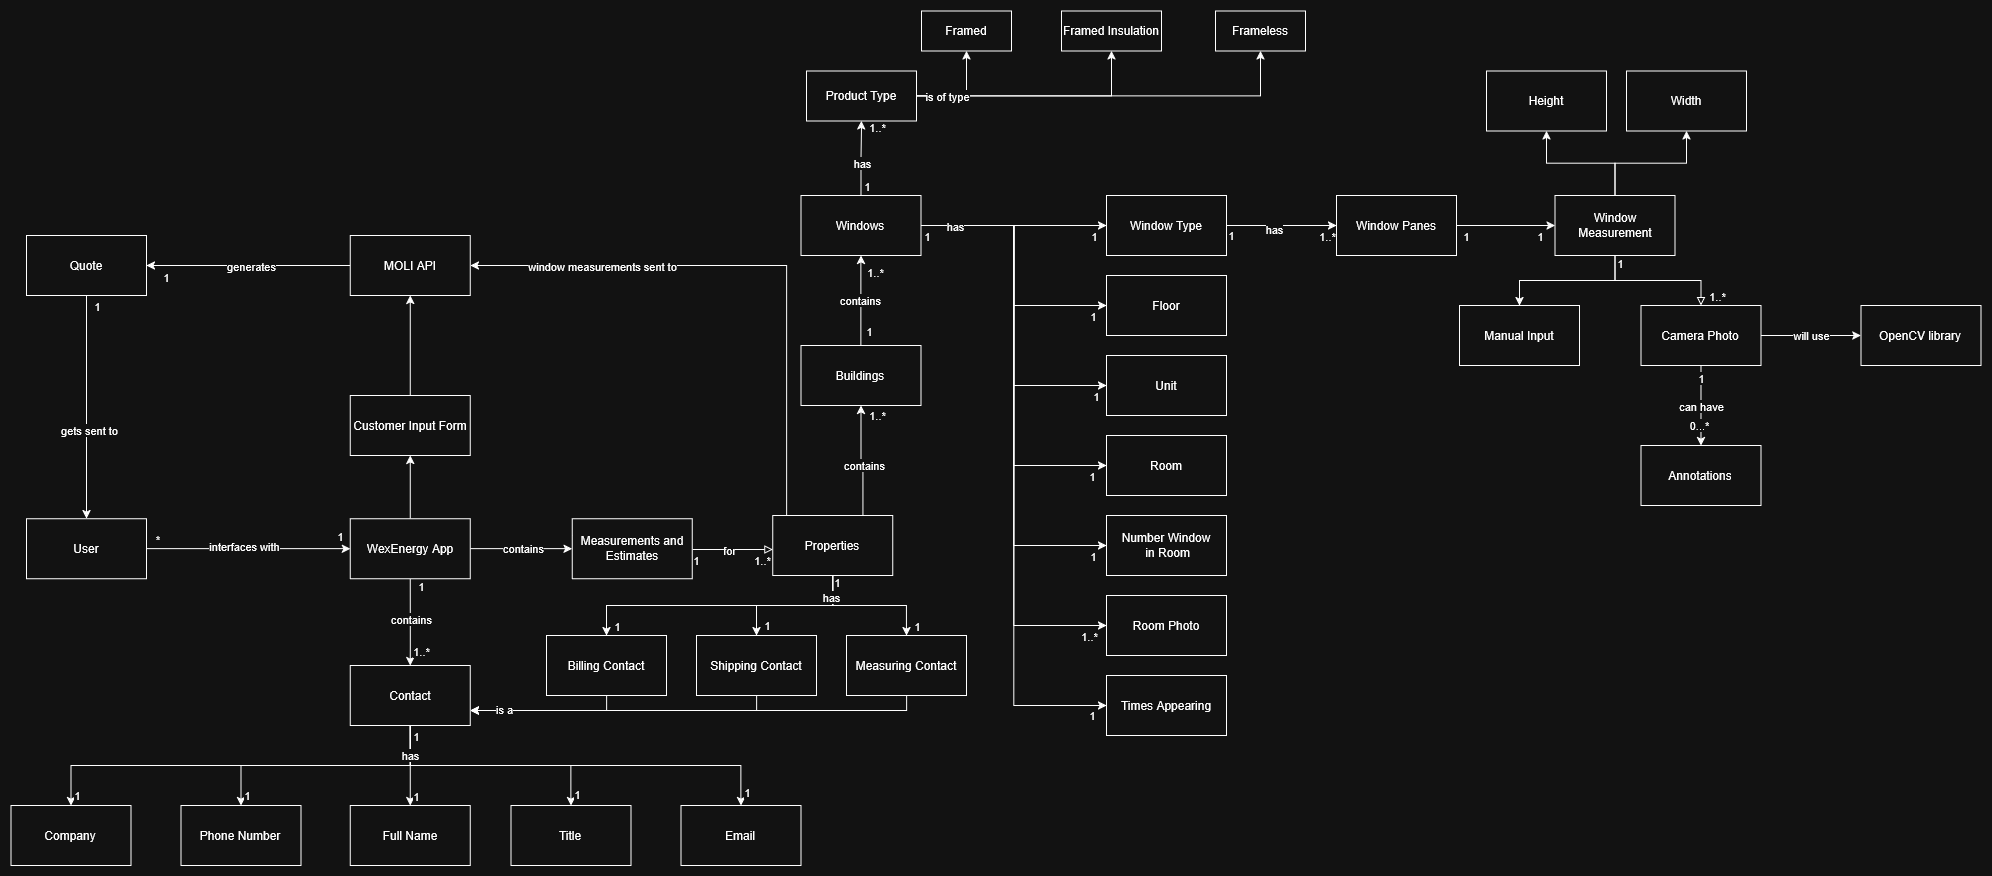 Framed
Framed Insulation
Frameless
Product Type
is of type
1..*
has
1
Height
Width
Windows
1
has
1
Window Type
1
has
1..*
Window Panes
1
1
Window
Measurement
1
Quote
1
generates
MOLI API
window measurements sent to
1..*
contains
1
Buildings
1..*
contains
1
Floor
1
Unit
1
Room
1
Number Window
in Room
1
Room Photo
1..*
Times Appearing
1
Manual Input
1..*
Camera Photo
will use
OpenCV library
1
can have
0...*
Annotations
1
gets sent to
Customer Input Form
User
*
interfaces with
1
WexEnergy App
contains
Measurements and
Estimates
1
for
1..*
Properties
1
has
1
1
1
Billing Contact
Shipping Contact
Measuring Contact
is a
1
contains
1..*
Contact
1
has
1
1
1
1
1
Company
Phone Number
Full Name
Title
Email